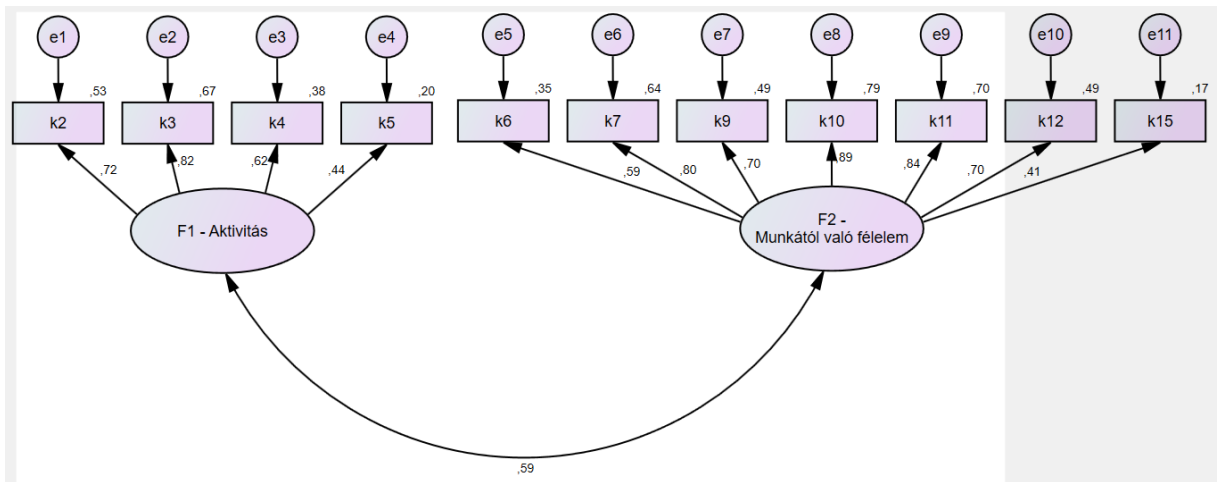 e1 e2 e3 e4 e5 e6 e7 e8 e9 e10 e11
,53 ,67 ,38 ,20 ,35 ,64 ,49 ,79 ,70 ,49 ,17
k2 k3 k4 k5 k6 k7 k9 k10 k11 k12 k15
,72 ,82 ,62 ,44 ,59 ,80 ,70 ,89 ,84 ,70 ,41
F1 - Aktivitás
F2 -
Munkától való félelem
,59